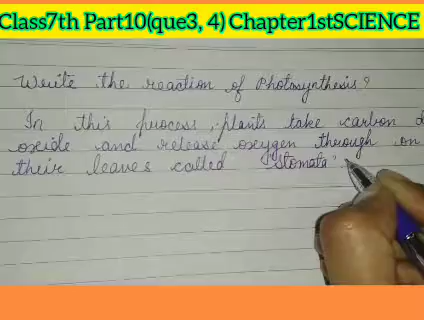 Class7th Part10(que3, 4) Chapter1stSCIENCE
Write the reaction of Photosynthesis?
In this process, plants take carbon d
oxide and release oxygen through on
their leaves called "Stomata"